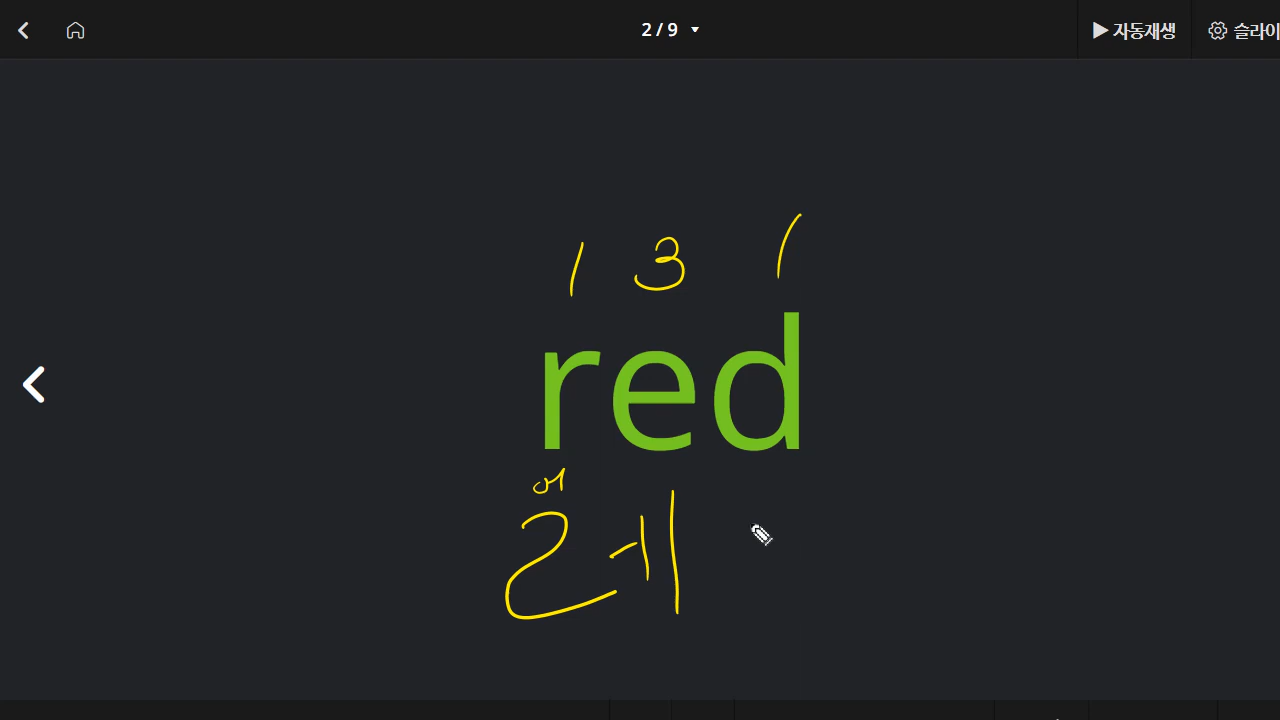 2/9 ▶자동재생 슬라이
1 3 1
red
어
레